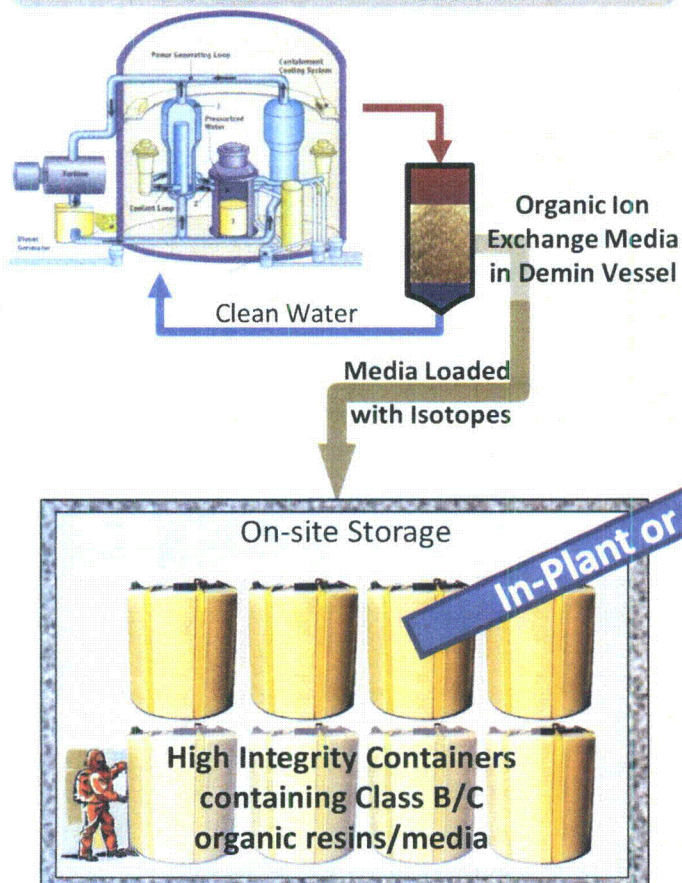 Power Generating Loop
Containment
Cooling System
Pressurized
Water
Turbine
Coolant Loop
Diesel
Generator
Organic Ion
Exchange Media
in Demin Vessel
Clean Water
Media Loaded
with Isotopes
On-site Storage
In-Plant or
High Integrity Containers
containing Class B/C
organic resins/media